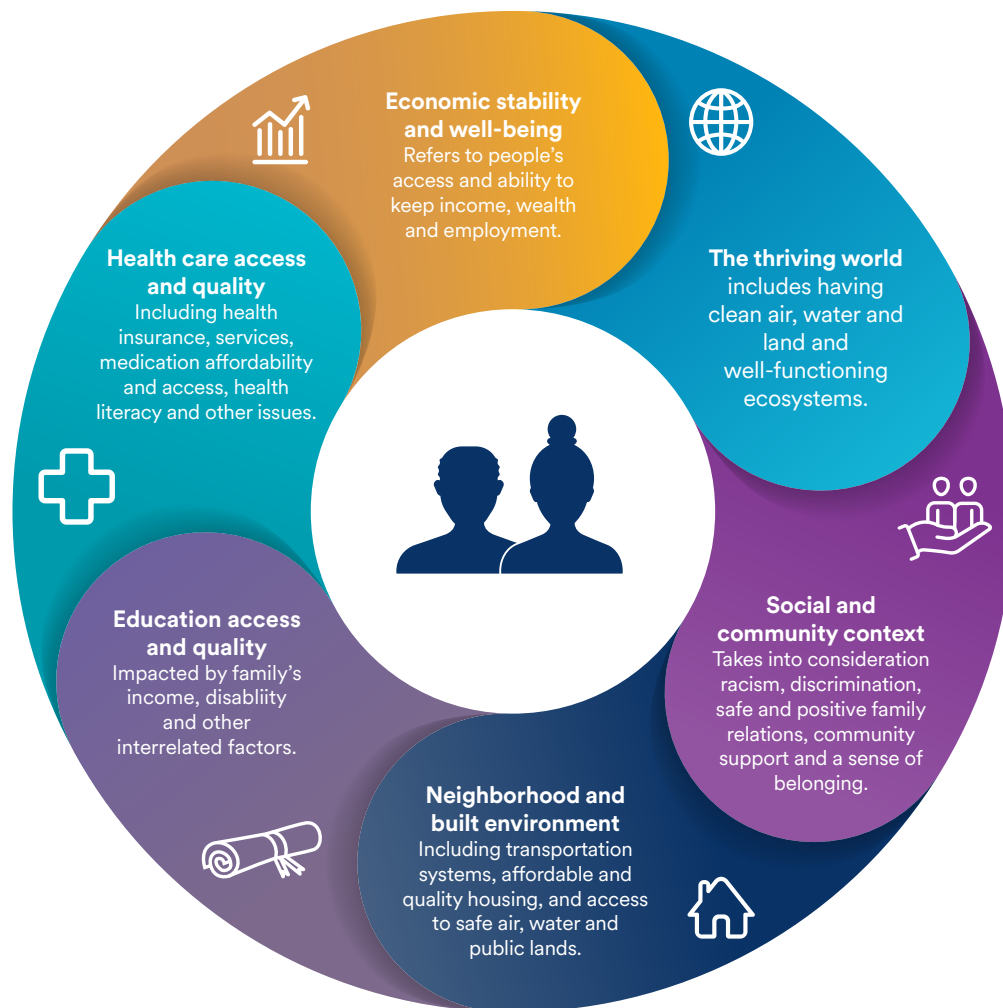 Economic stability
and well-being
Refers to people's
access and ability to
keep income, wealth
and employment.
The thriving world
includes having
clean air, water and
land and
well-functioning
ecosystems.
Social and
community context
Takes into consideration
racism, discrimination,
safe and positive family
relations, community
support and a sense of
belonging.
Neighborhood and
built environment
Including transportation
systems, affordable and
quality housing, and access
to safe air, water and
public lands.
Education access
and quality
Impacted by family's
income, disabliity
and other
interrelated factors.
Health care access
and quality
Including health
insurance, services,
medication affordability
and access, health
literacy and other issues.